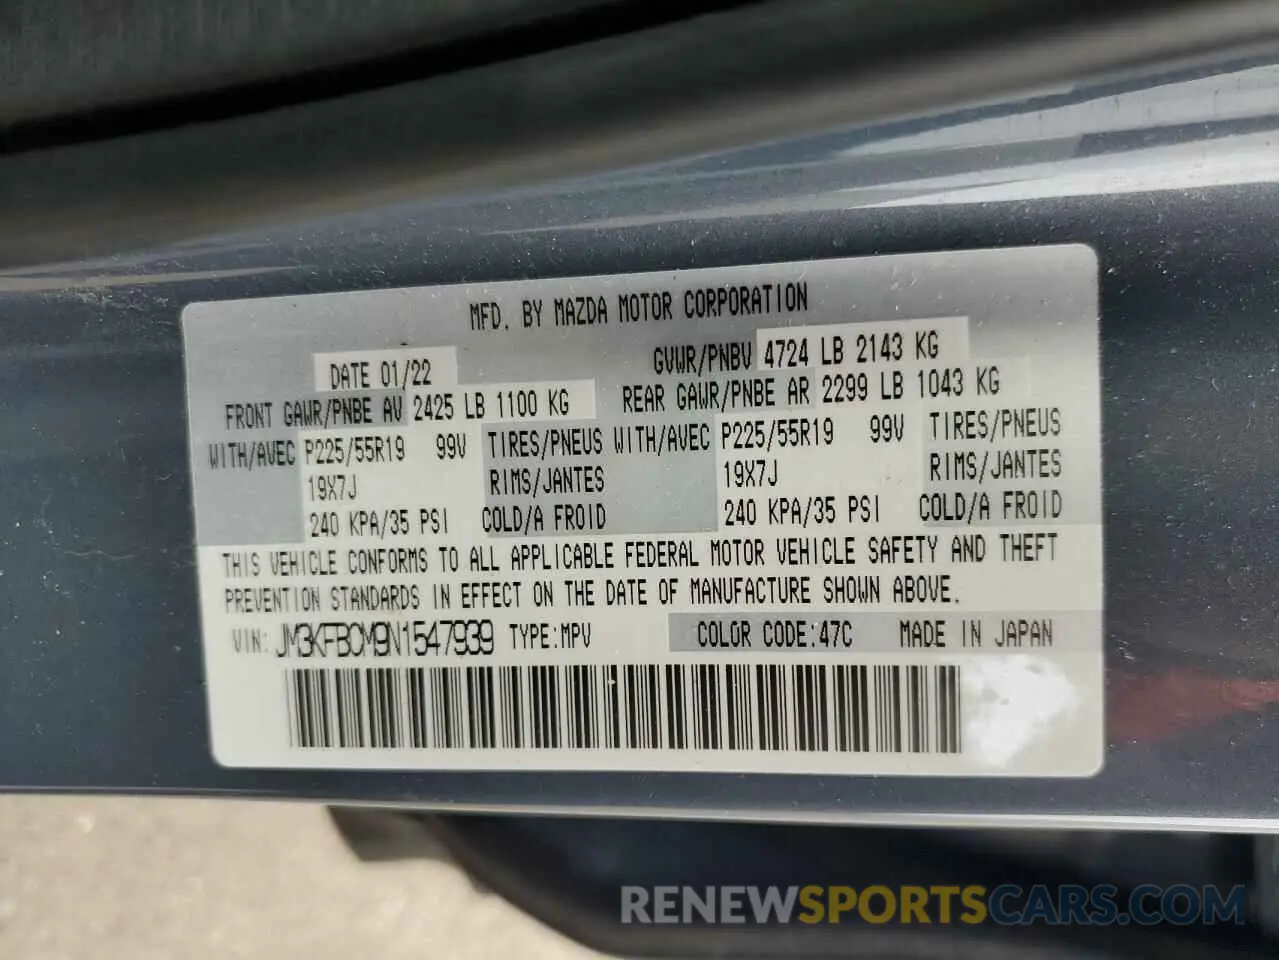 MFD. BY MAZDA MOTOR CORPORATION
DATE 01/22 GVWR/PNBV 4724 LB 2143 KG
FRONT GAWR/PNBE AV 2425 LB 1100 KG REAR GAWR/PNBE AR 2299 LB 1043 KG
WITH/AVEC P225/55R19 99V TIRES/PNEUS WITH/AVEC P225/55R19 99V TIRES/PNEUS
19X7J RIMS/JANTES 19X7J RIMS/JANTES
240 KPA/35 PSI COLD/A FROID 240 KPA/35 PSI COLD/A FROID
THIS VEHICLE CONFORMS TO ALL APPLICABLE FEDERAL MOTOR VEHICLE SAFETY AND THEFT
PREVENTION STANDARDS IN EFFECT ON THE DATE OF MANUFACTURE SHOWN ABOVE.
VIN: JM3KFBCM9N1547939 TYPE:MPV COLOR CODE:47C MADE IN JAPAN
RENEWSPORTSCARS.COM